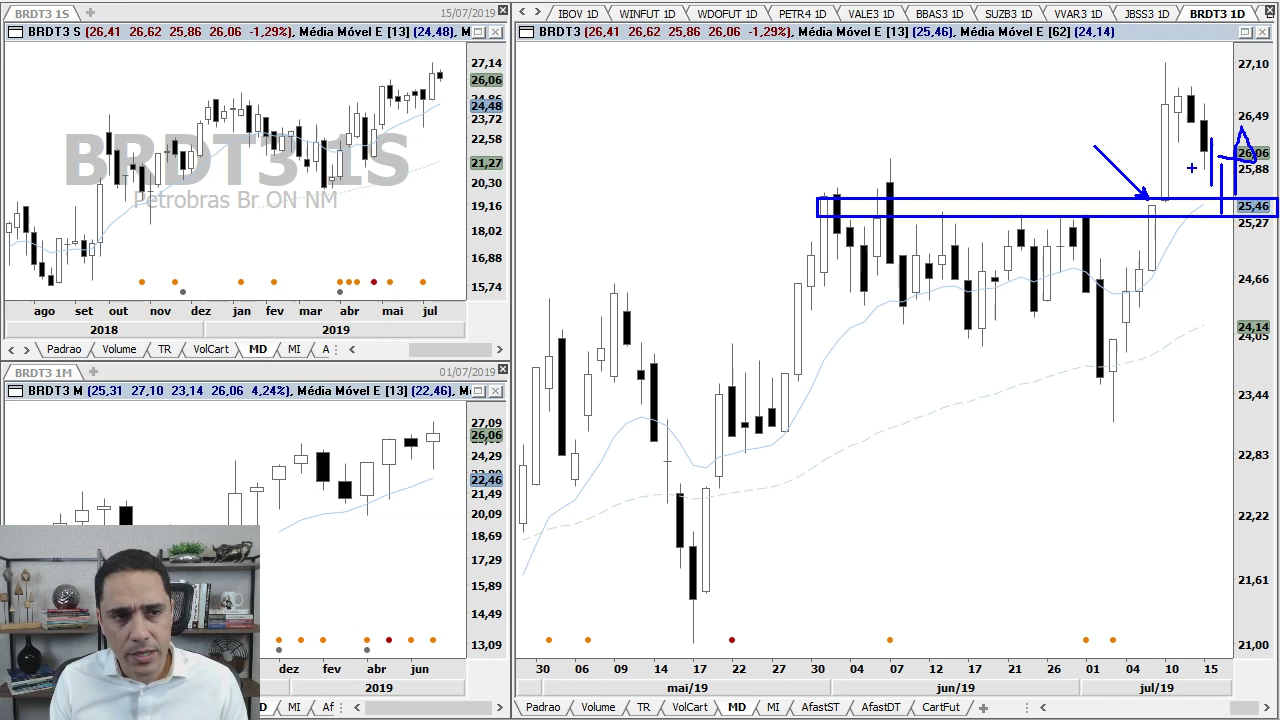 BRDT3 1S
15/07/2019
BRDT3 S (26,41 26,62 25,86 26,06 -1,29%), Média Móvel E [13] (24,48), M
27,14
26,06
24,86
24,48
23,72
22,58
21,27
20,30
19,16
18,02
16,88
15,74
BRDT3 1S
Petrobras Br ON NM
ago set out nov dez jan fev mar abr mai jul
2018 2019
Padrao Volume TR VolCart MD MI A
BRDT3 1M
01/07/2019
BRDT3 M (25,31 27,10 23,14 26,06 4,24%), Média Móvel E [13] (22,46), M
27,09
26,06
24,29
22,46
21,49
20,09
18,69
17,29
15,89
14,49
13,09
dez fev abr jun
2019
D MI Af
IBOV 1D WINFUT 1D WDOFUT 1D PETR4 1D VALE3 1D BBAS3 1D SUZB3 1D VVAR3 1D JBSS3 1D BRDT3 1D
BRDT3 (26,41 26,62 25,86 26,06 -1,29%), Média Móvel E [13] (25,46), Média Móvel E [62] (24,14)
27,10
26,49
26,06
25,88
25,46
25,27
24,66
24,14
24,05
23,44
22,83
22,22
21,61
21,00
30 06 09 14 17 22 27 30 04 07 12 18 21 26 01 04 10 15
mai/19 jun/19 jul/19
Padrao Volume TR VolCart MD MI AfastST AfastDT CartFut